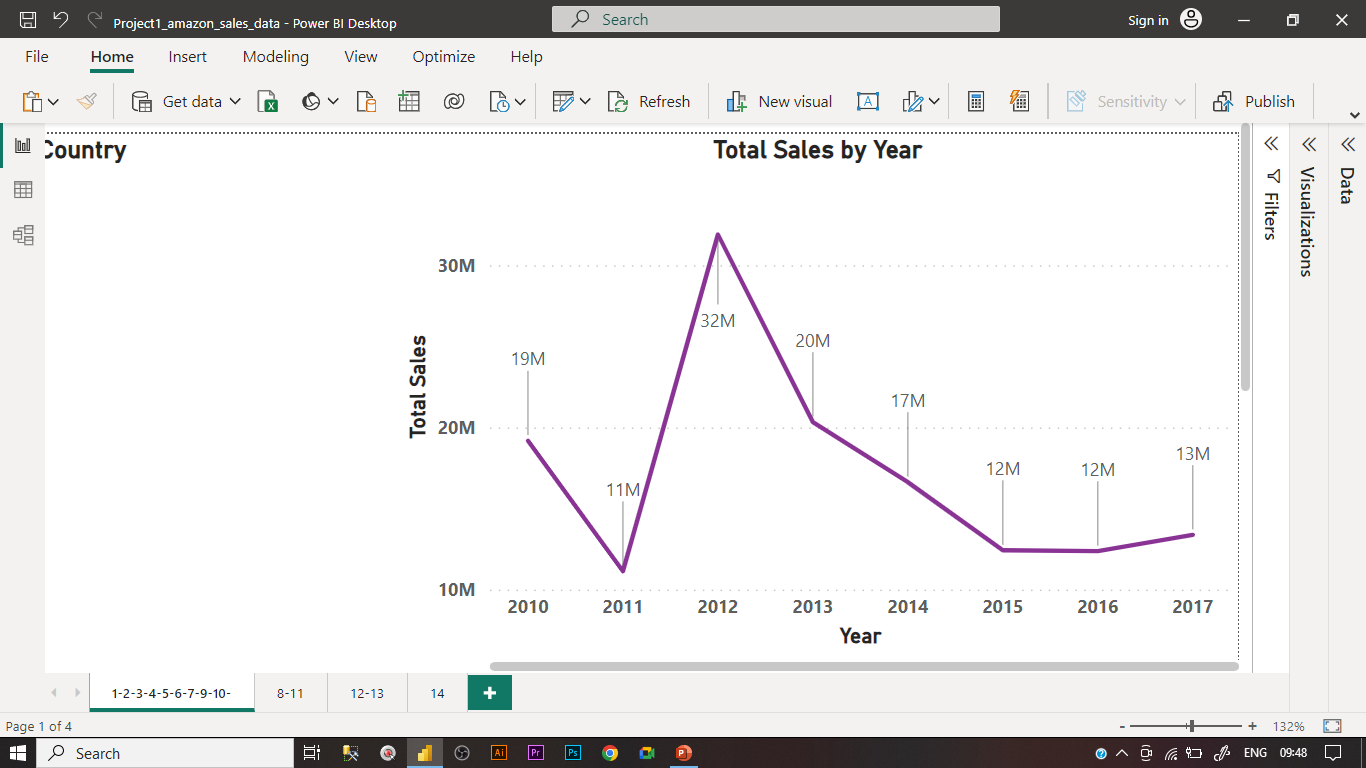 Project1_amazon_sales_data - Power BI Desktop
Search
Sign in
File Home Insert Modeling View Optimize Help
Get data Refresh New visual A Sensitivity Publish
Country
Total Sales by Year
Filters
Visualizations
Data
Total Sales
30M
20M
10M
19M
11M
32M
20M
17M
12M
12M
13M
2010 2011 2012 2013 2014 2015 2016 2017
Year
1-2-3-4-5-6-7-9-10- 8-11 12-13 14 +
Page 1 of 4
- + 132%
Search
Ai Pr Ps P
ENG 09:48